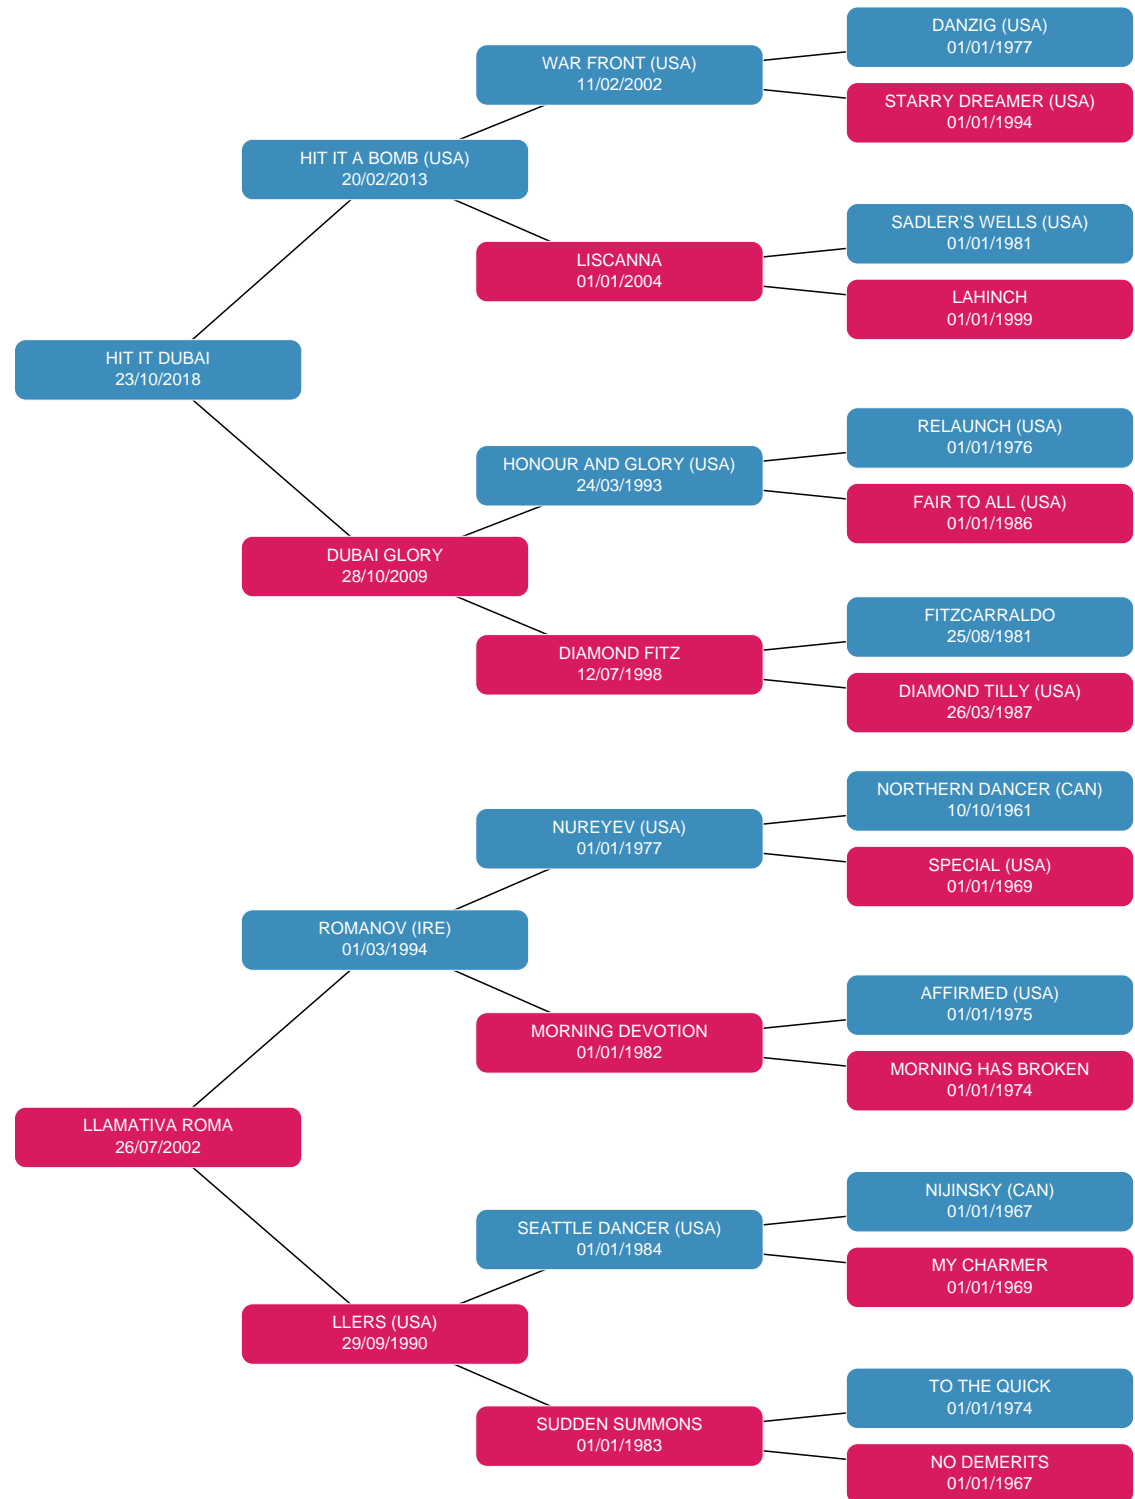 DANZIG (USA)
01/01/1977
WAR FRONT (USA)
11/02/2002
STARRY DREAMER (USA)
01/01/1994
HIT IT A BOMB (USA)
20/02/2013
SADLER'S WELLS (USA)
01/01/1981
LISCANNA
01/01/2004
LAHINCH
01/01/1999
HIT IT DUBAI
23/10/2018
RELAUNCH (USA)
01/01/1976
HONOUR AND GLORY (USA)
24/03/1993
FAIR TO ALL (USA)
01/01/1986
DUBAI GLORY
28/10/2009
FITZCARRALDO
25/08/1981
DIAMOND FITZ
12/07/1998
DIAMOND TILLY (USA)
26/03/1987
NORTHERN DANCER (CAN)
10/10/1961
NUREYEV (USA)
01/01/1977
SPECIAL (USA)
01/01/1969
ROMANOV (IRE)
01/03/1994
AFFIRMED (USA)
01/01/1975
MORNING DEVOTION
01/01/1982
MORNING HAS BROKEN
01/01/1974
LLAMATIVA ROMA
26/07/2002
NIJINSKY (CAN)
01/01/1967
SEATTLE DANCER (USA)
01/01/1984
MY CHARMER
01/01/1969
LLERS (USA)
29/09/1990
TO THE QUICK
01/01/1974
SUDDEN SUMMONS
01/01/1983
NO DEMERITS
01/01/1967